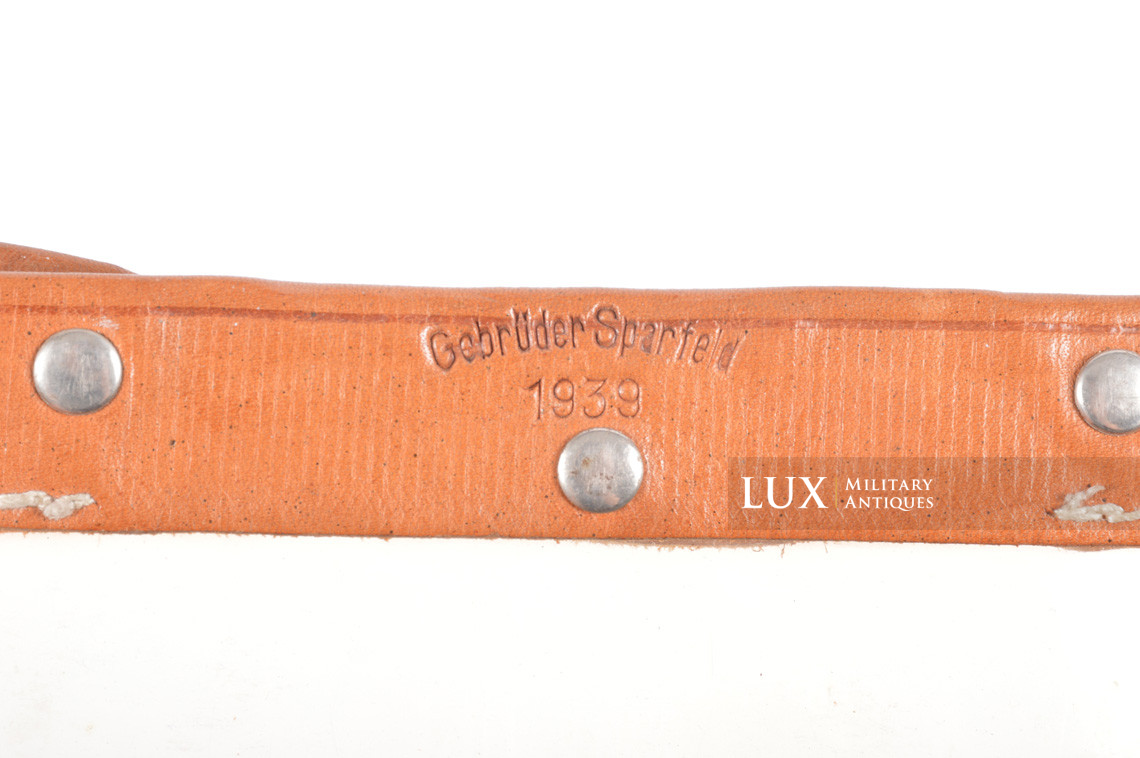 Gebrüder Sparfeld
1939
LUX MILITARY ANTIQUES